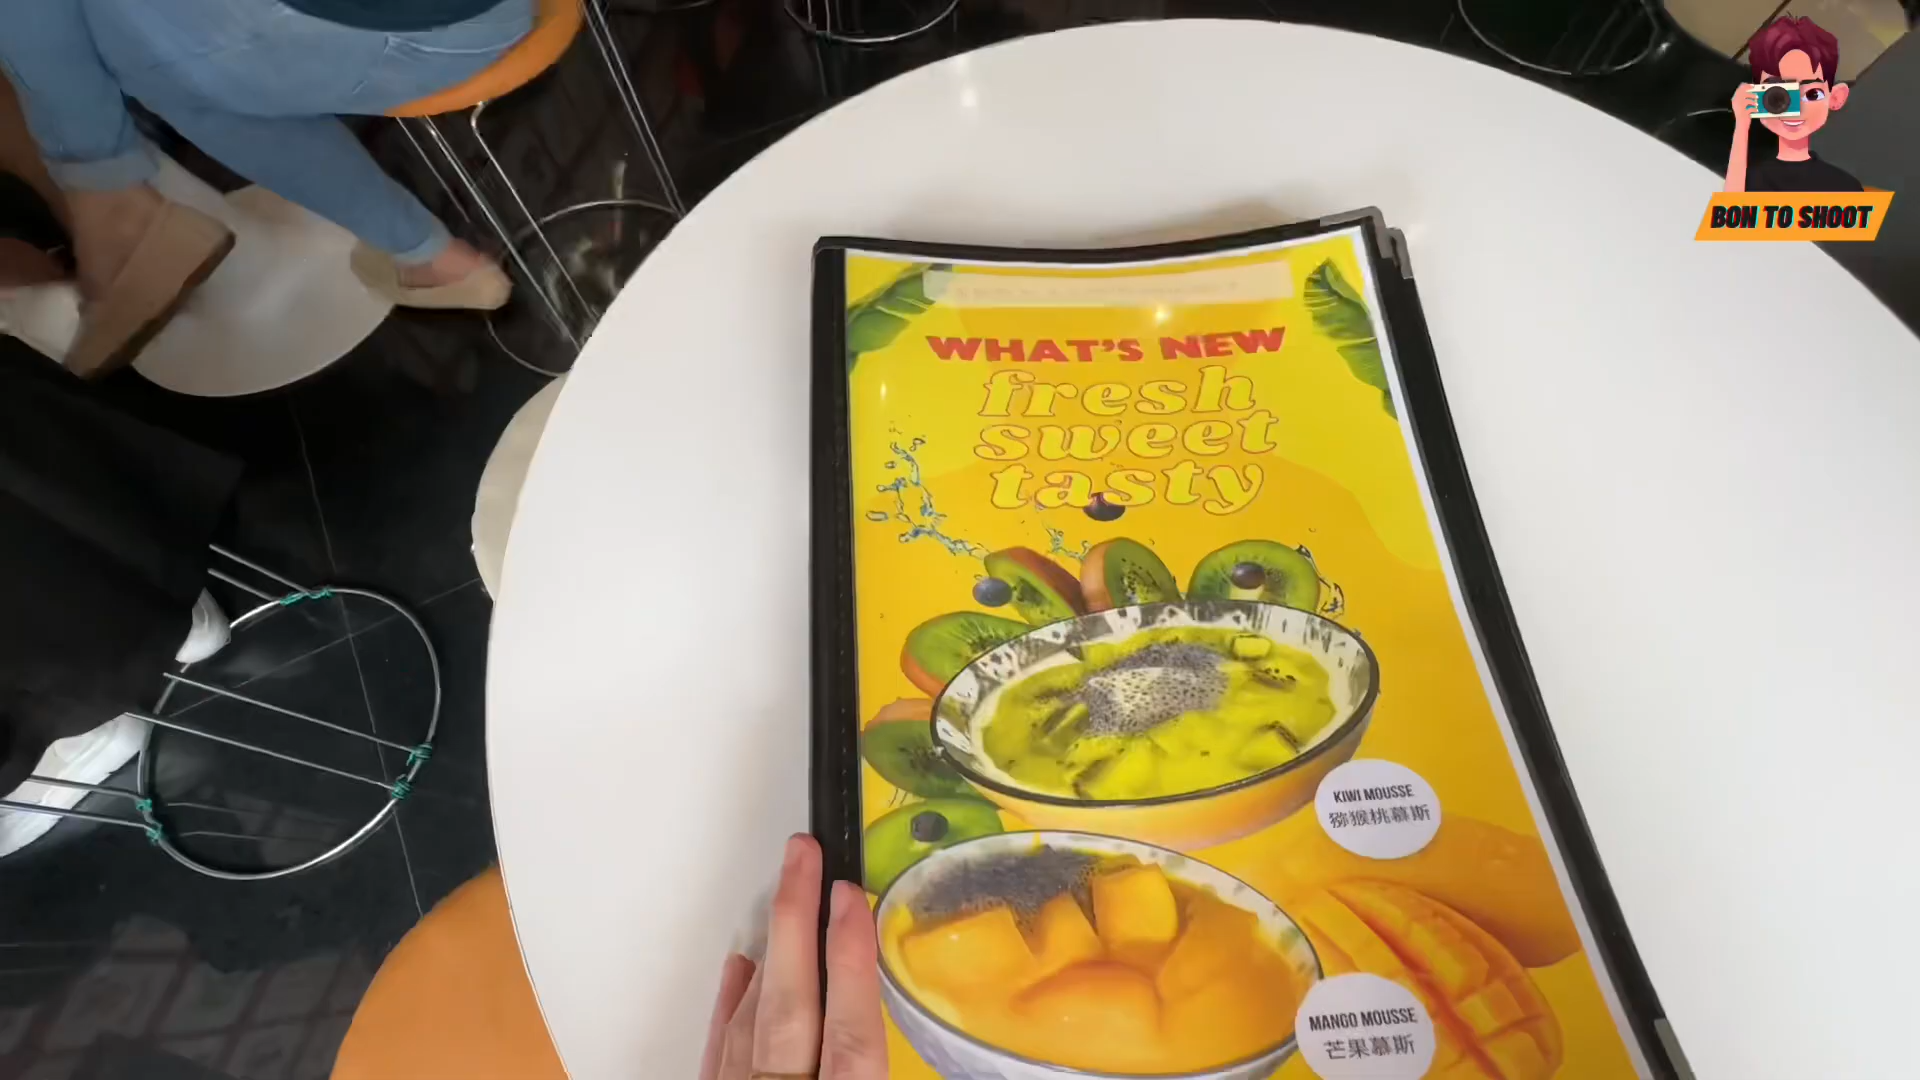 BON TO SHOOT
WHAT'S NEW
fresh
sweet
tasty
KIWI MOUSSE
猕猴桃慕斯
MANGO MOUSSE
芒果慕斯